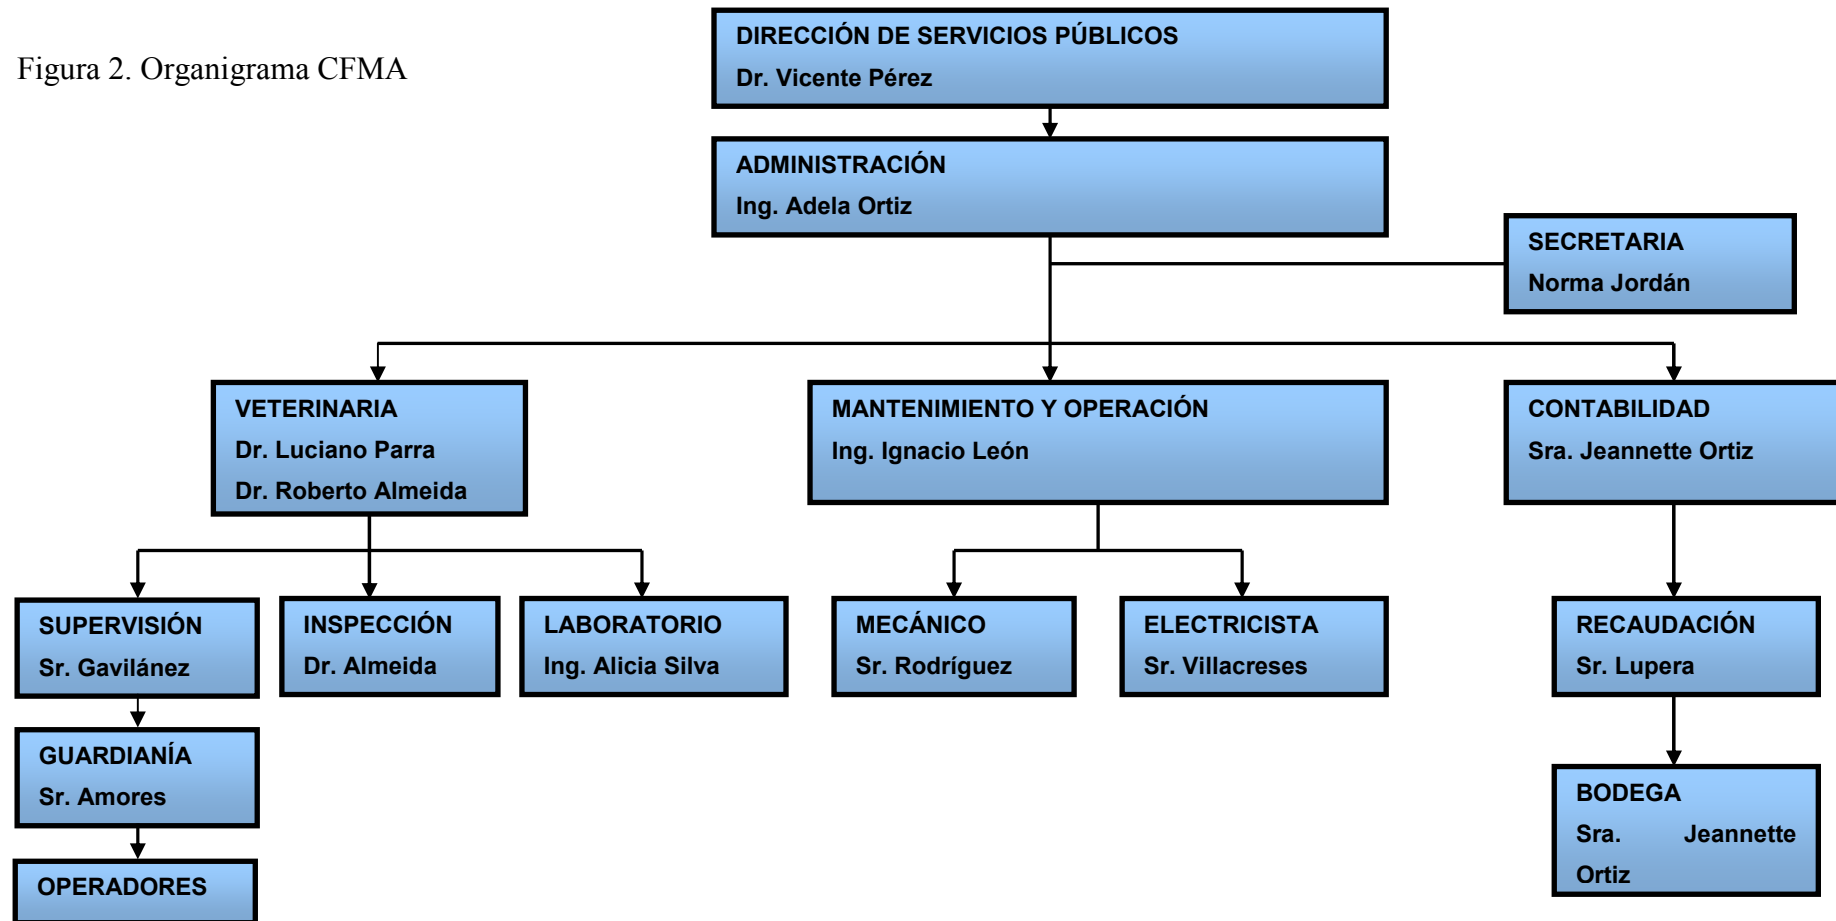 Figura 2. Organigrama CFMA
DIRECCIÓN DE SERVICIOS PÚBLICOS
Dr. Vicente Pérez
ADMINISTRACIÓN
Ing. Adela Ortiz
SECRETARIA
Norma Jordán
VETERINARIA
Dr. Luciano Parra
Dr. Roberto Almeida
MANTENIMIENTO Y OPERACIÓN
Ing. Ignacio León
CONTABILIDAD
Sra. Jeannette Ortiz
SUPERVISIÓN
Sr. Gavilánez
INSPECCIÓN
Dr. Almeida
LABORATORIO
Ing. Alicia Silva
MECÁNICO
Sr. Rodríguez
ELECTRICISTA
Sr. Villacreses
RECAUDACIÓN
Sr. Lupera
GUARDIANÍA
Sr. Amores
BODEGA
Sra. Jeannette
Ortiz
OPERADORES